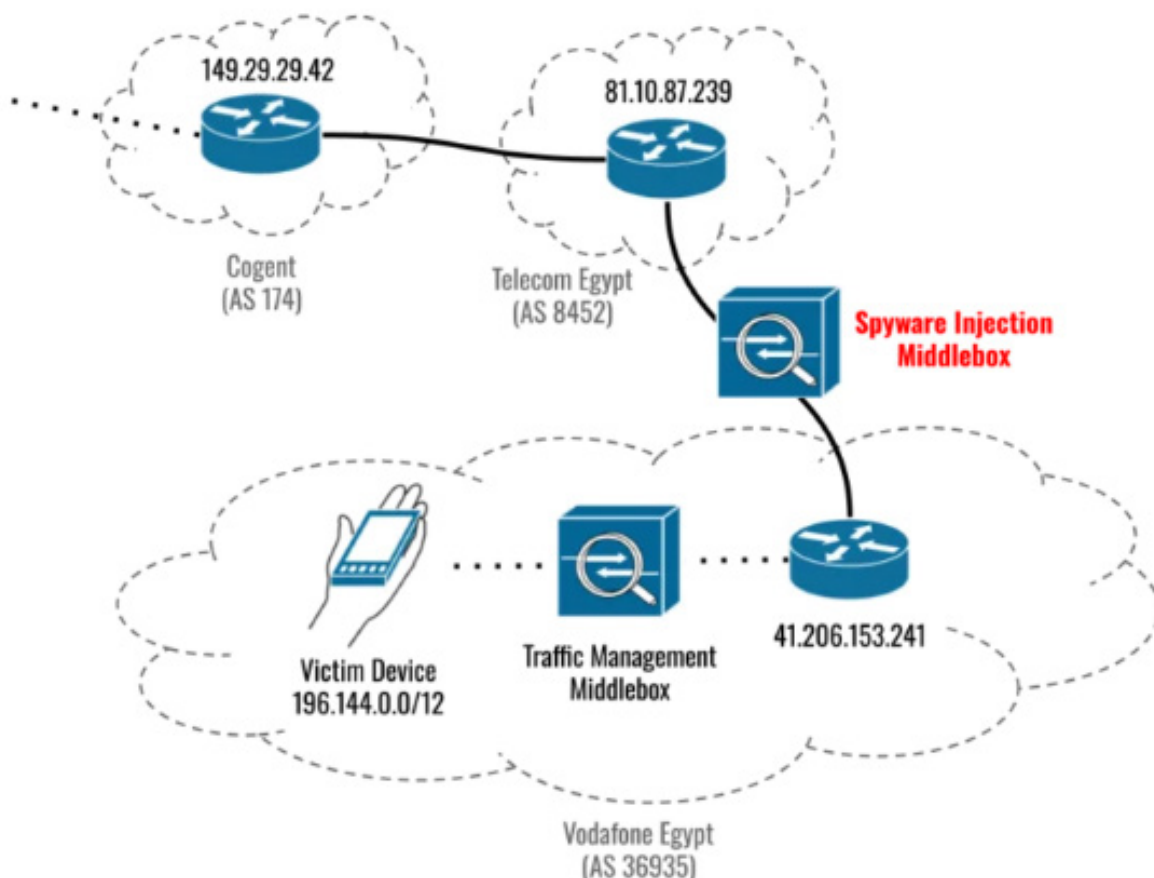 149.29.29.42
81.10.87.239
Cogent
(AS 174)
Telecom Egypt
(AS 8452)
Spyware Injection
Middlebox
41.206.153.241
Victim Device
196.144.0.0/12
Traffic Management
Middlebox
Vodafone Egypt
(AS 36935)